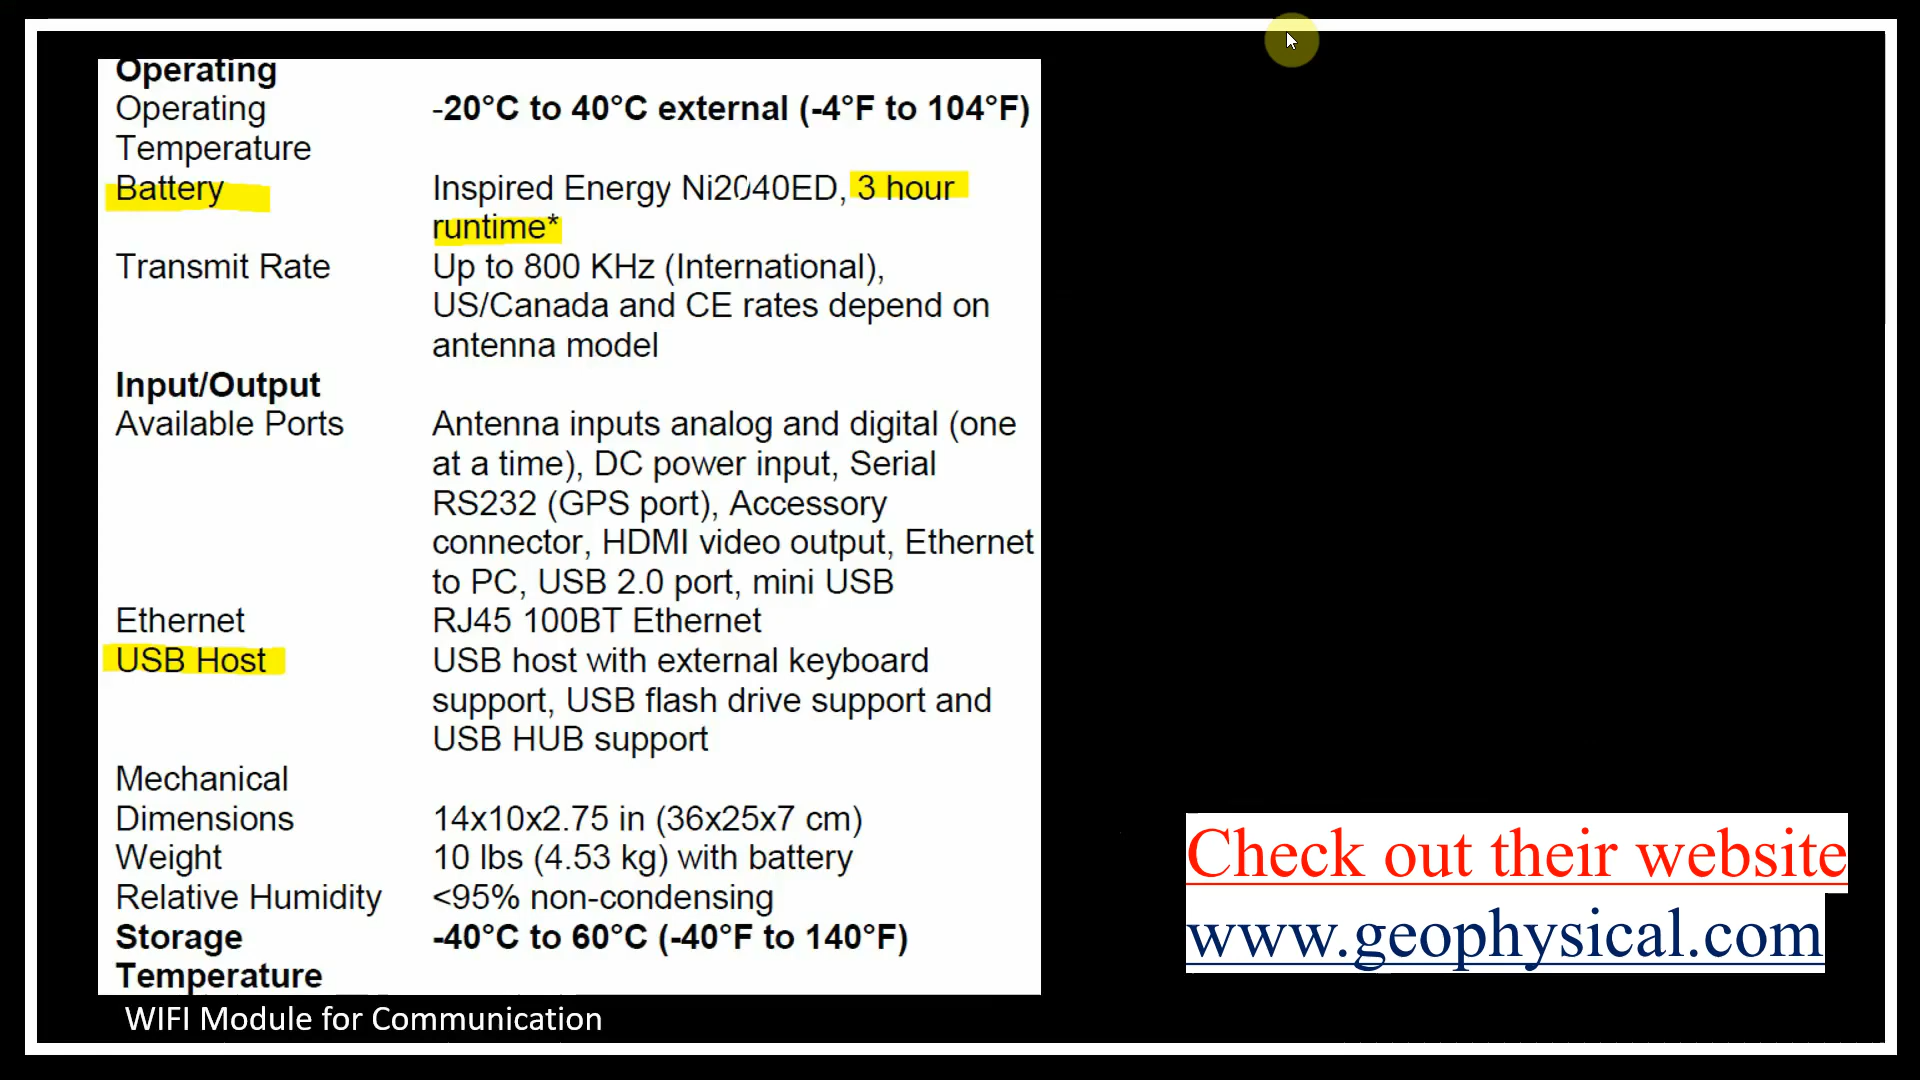 Operating
Operating -20°C to 40°C external (-4°F to 104°F)
Temperature
Battery Inspired Energy Ni2040ED, 3 hour
runtime*
Transmit Rate Up to 800 KHz (International),
US/Canada and CE rates depend on
antenna model
Input/Output
Available Ports Antenna inputs analog and digital (one
at a time), DC power input, Serial
RS232 (GPS port), Accessory
connector, HDMI video output, Ethernet
to PC, USB 2.0 port, mini USB
Ethernet RJ45 100BT Ethernet
USB Host USB host with external keyboard
support, USB flash drive support and
USB HUB support
Mechanical
Dimensions 14x10x2.75 in (36x25x7 cm)
Weight 10 lbs (4.53 kg) with battery
Relative Humidity <95% non-condensing
Storage -40°C to 60°C (-40°F to 140°F)
Temperature
WIFI Module for Communication
Check out their website
www.geophysical.com